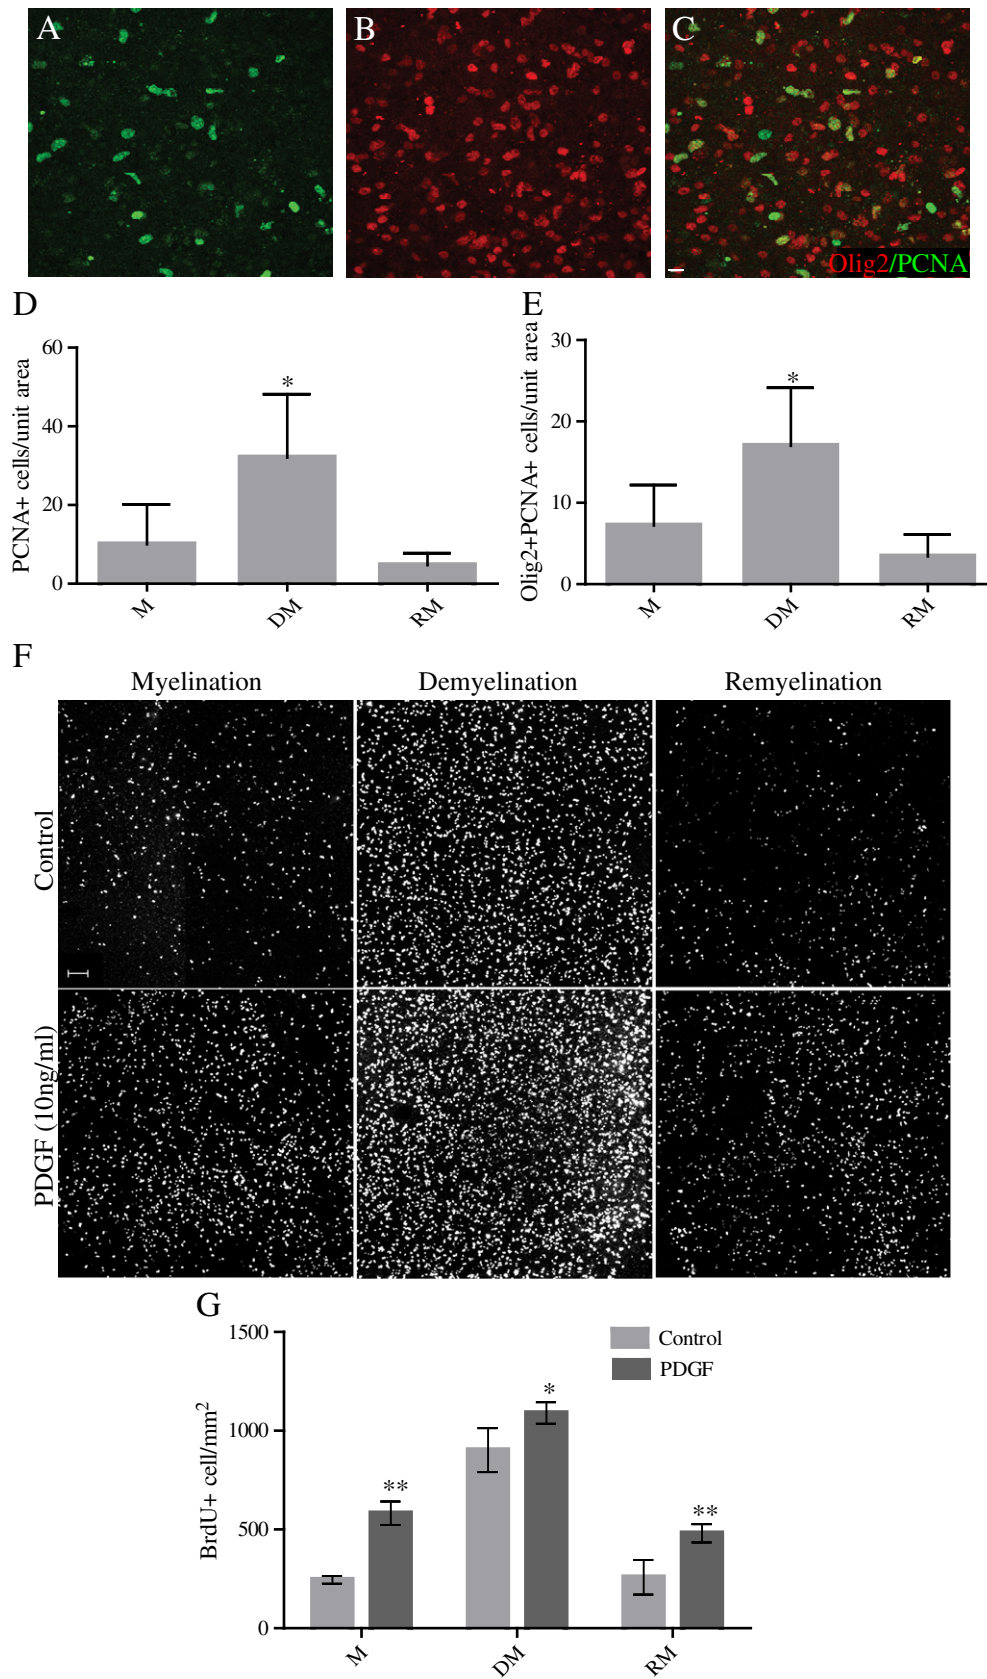 A
B
C
Olig2/PCNA
D
PCNA+ cells/unit area
60
40
20
0
*
M
DM
RM
E
Olig2+PCNA+ cells/unit area
30
20
10
0
*
M
DM
RM
F
Myelination
Demyelination
Remyelination
Control
PDGF (10ng/ml)
G
BrdU+ cell/mm²
1500
1000
500
0
Control
PDGF
**
*
**
M
DM
RM